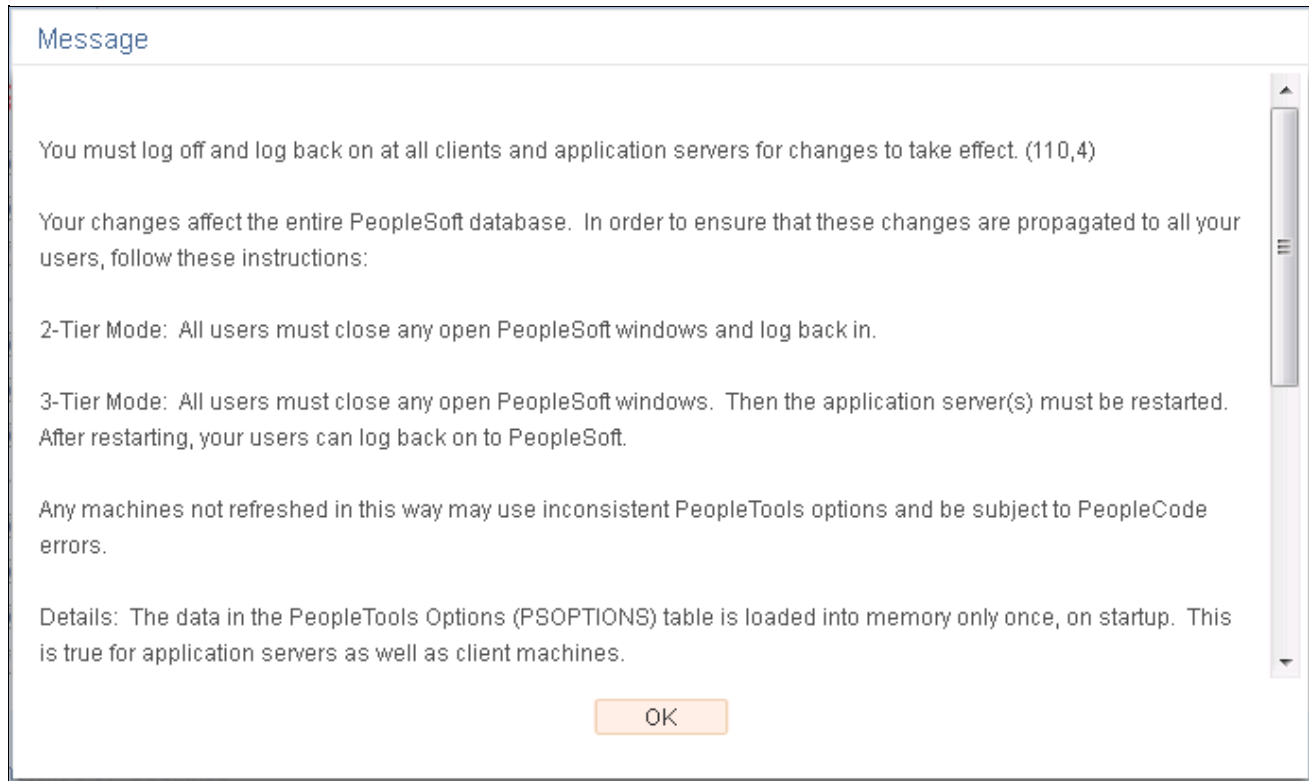 Message
You must log off and log back on at all clients and application servers for changes to take effect. (110,4)
Your changes affect the entire PeopleSoft database.  In order to ensure that these changes are propagated to all your
users, follow these instructions:
2-Tier Mode:  All users must close any open PeopleSoft windows and log back in.
3-Tier Mode:  All users must close any open PeopleSoft windows.  Then the application server(s) must be restarted.
After restarting, your users can log back on to PeopleSoft.
Any machines not refreshed in this way may use inconsistent PeopleTools options and be subject to PeopleCode
errors.
Details:  The data in the PeopleTools Options (PSOPTIONS) table is loaded into memory only once, on startup.  This
is true for application servers as well as client machines.
OK